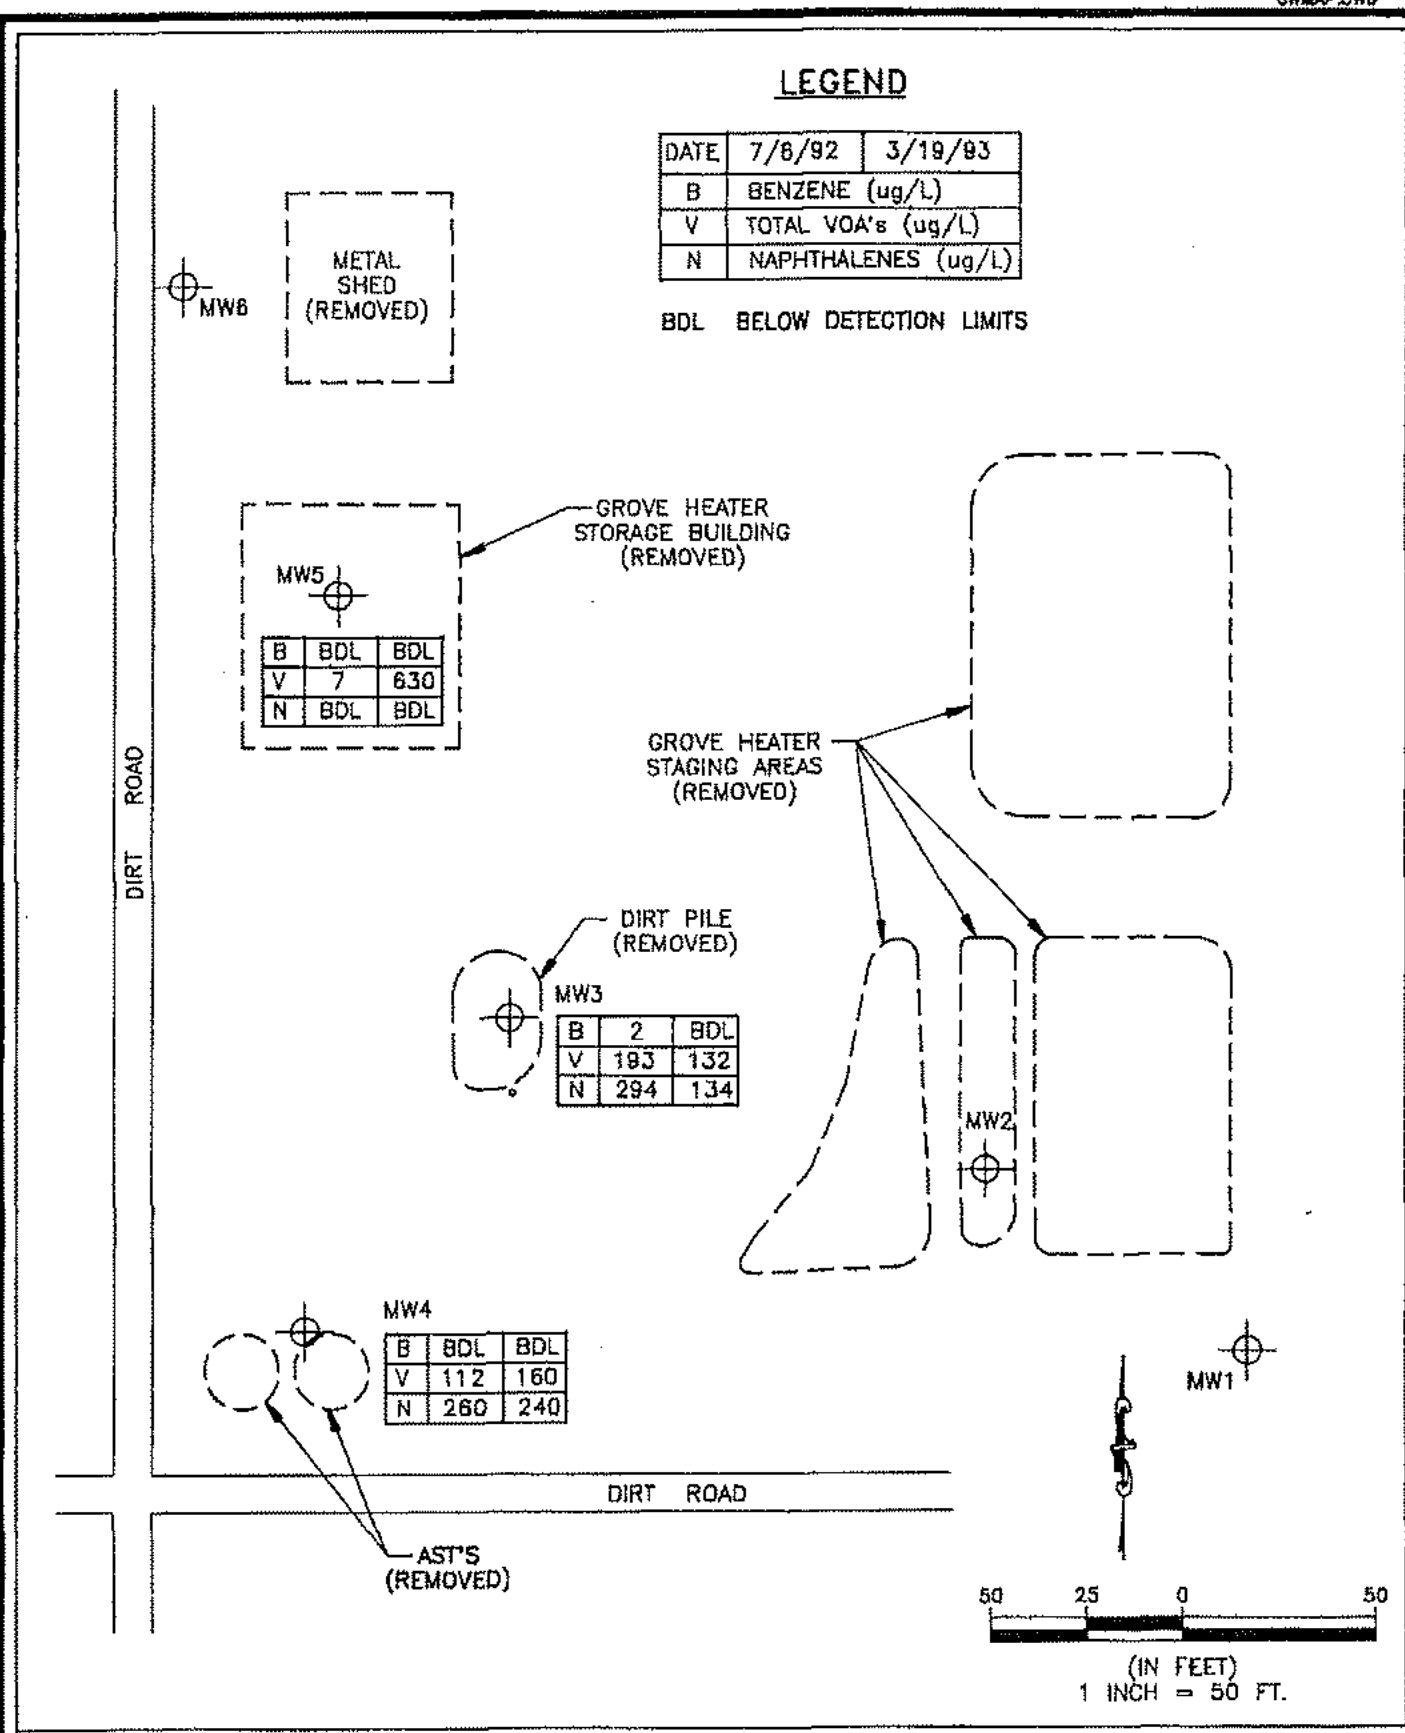 LEGEND
DATE 7/6/92 3/19/93
B BENZENE (ug/L)
V TOTAL VOA's (ug/L)
N NAPHTHALENES (ug/L)
BDL BELOW DETECTION LIMITS
METAL
SHED
(REMOVED)
MW6
GROVE HEATER
STORAGE BUILDING
(REMOVED)
MW5
B BDL BDL
V 7 630
N BDL BDL
GROVE HEATER
STAGING AREAS
(REMOVED)
DIRT ROAD
DIRT PILE
(REMOVED)
MW3
B 2 BDL
V 193 132
N 294 134
MW2
MW4
B BDL BDL
V 112 160
N 260 240
MW1
DIRT ROAD
AST'S
(REMOVED)
50 25 0 50
(IN FEET)
1 INCH = 50 FT.